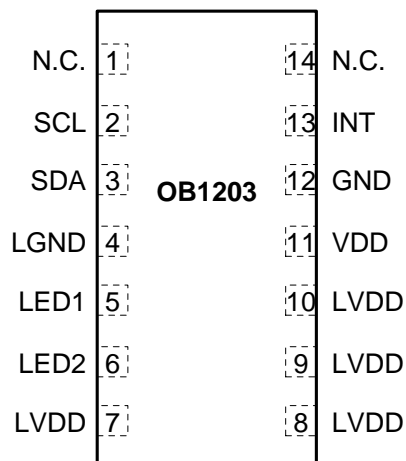 N.C. 1 14 N.C.
SCL 2 13 INT
SDA 3 12 GND
OB1203
LGND 4 11 VDD
LED1 5 10 LVDD
LED2 6 9 LVDD
LVDD 7 8 LVDD